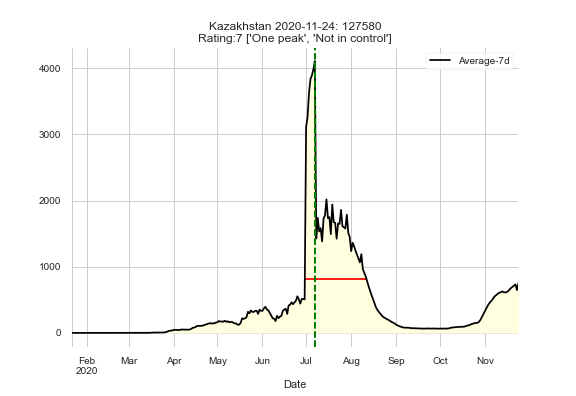 Kazakhstan 2020-11-24: 127580
Rating:7 ['One peak', 'Not in control']
Average-7d
4000
3000
2000
1000
0
Feb Mar Apr May Jun Jul Aug Sep Oct Nov
2020
Date